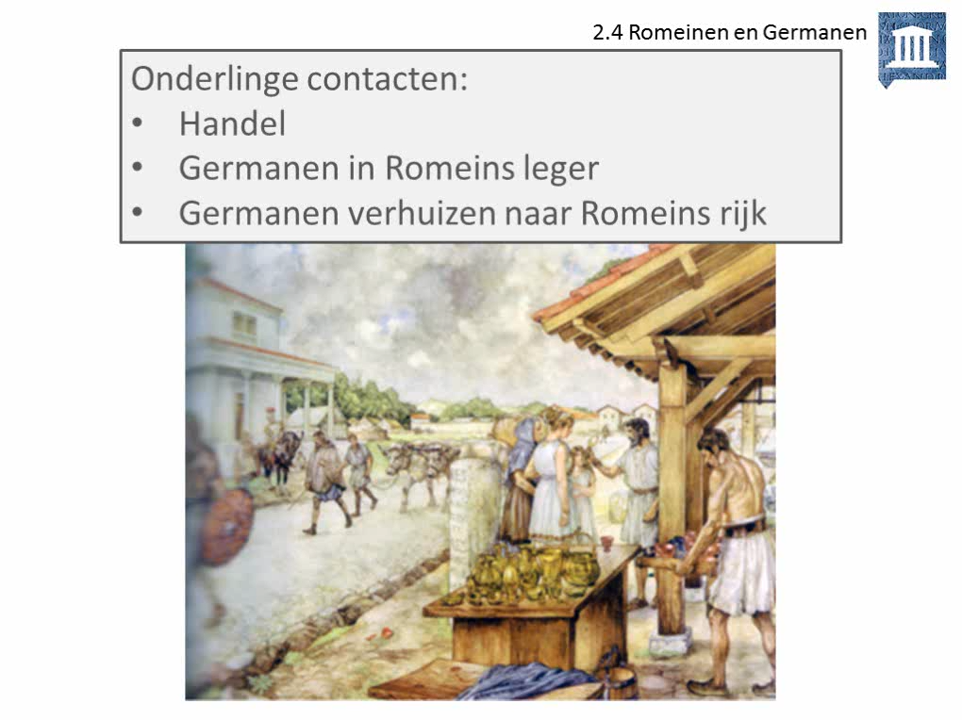 2.4 Romeinen en Germanen
Onderlinge contacten:
• Handel
• Germanen in Romeins leger
• Germanen verhuizen naar Romeins rijk